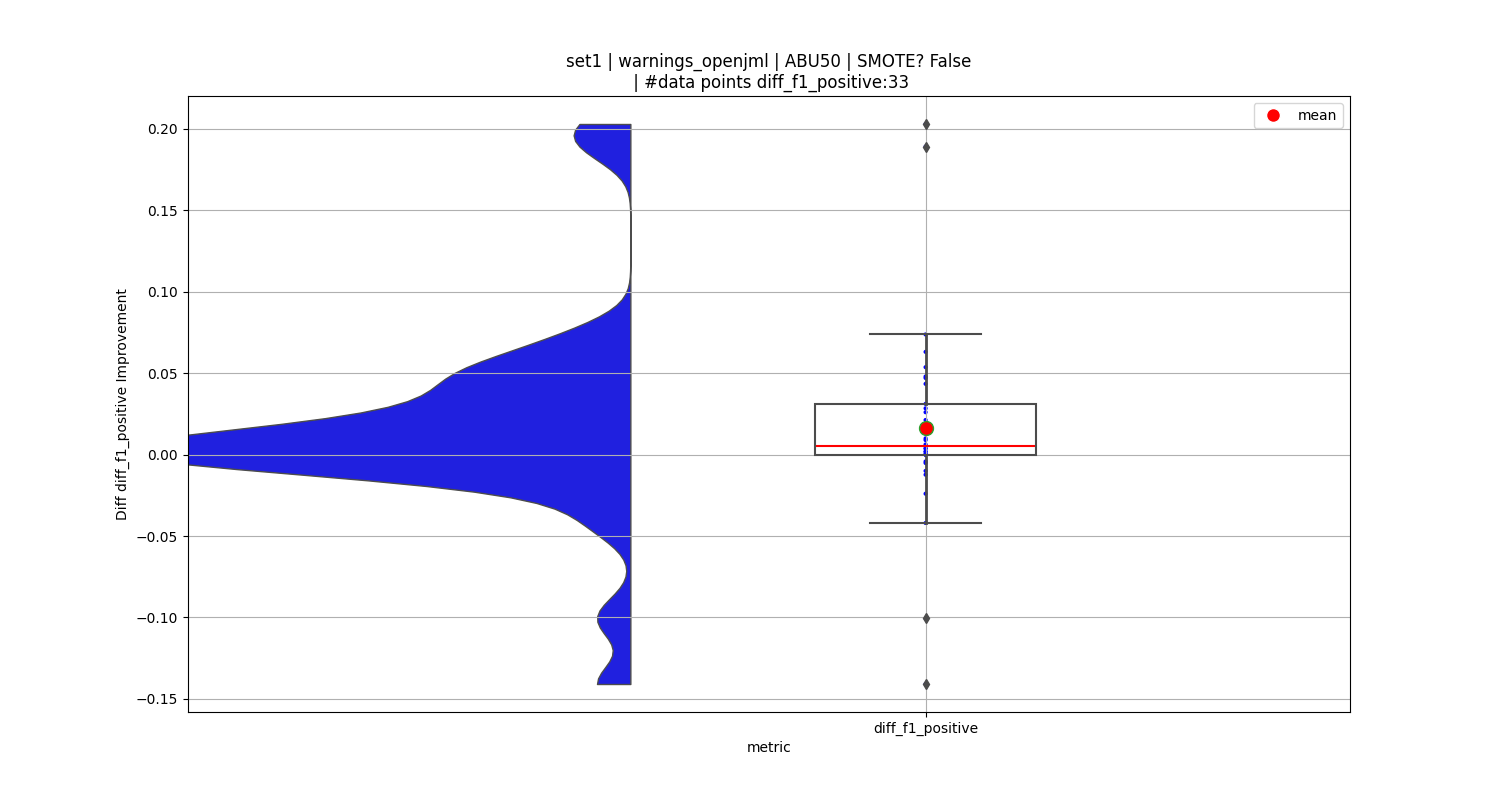 set1 | warnings_openjml | ABU50 | SMOTE? False
| #data points diff_f1_positive:33
mean
0.20
0.15
0.10
0.05
0.00
−0.05
−0.10
−0.15
Diff diff_f1_positive Improvement
diff_f1_positive
metric